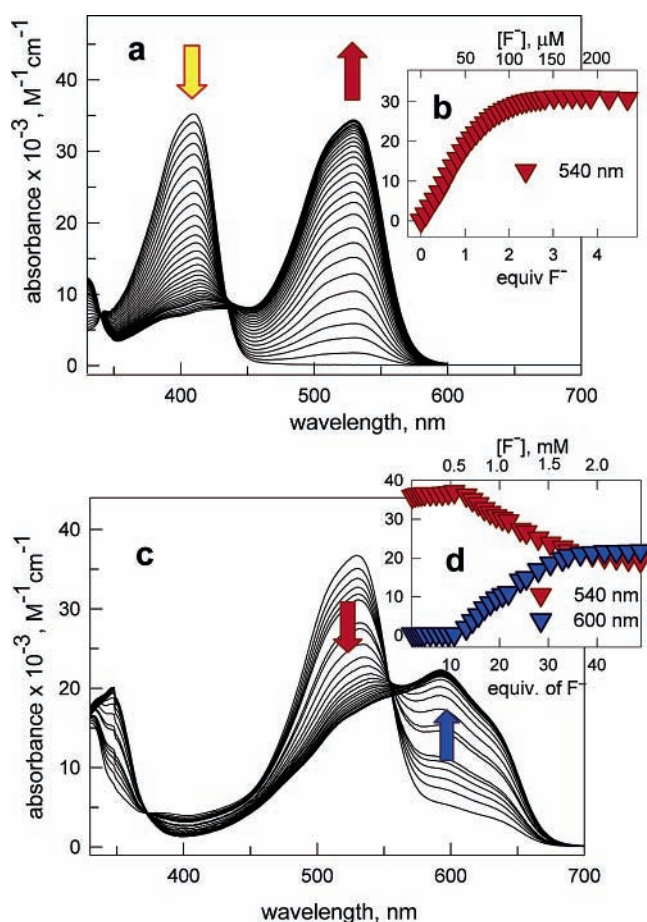 a
[F⁻], μM
50 100 150 200
b
30
20
10
0
540 nm
0 1 2 3 4
equiv F⁻
absorbance x 10⁻³, M⁻¹cm⁻¹
40
30
20
10
0
400 500 600 700
wavelength, nm
c
[F⁻], mM
0.5 1.0 1.5 2.0
40
30
20
10
0
d
540 nm
600 nm
10 20 30 40
equiv. of F⁻
absorbance x 10⁻³, M⁻¹cm⁻¹
40
30
20
10
0
400 500 600 700
wavelength, nm